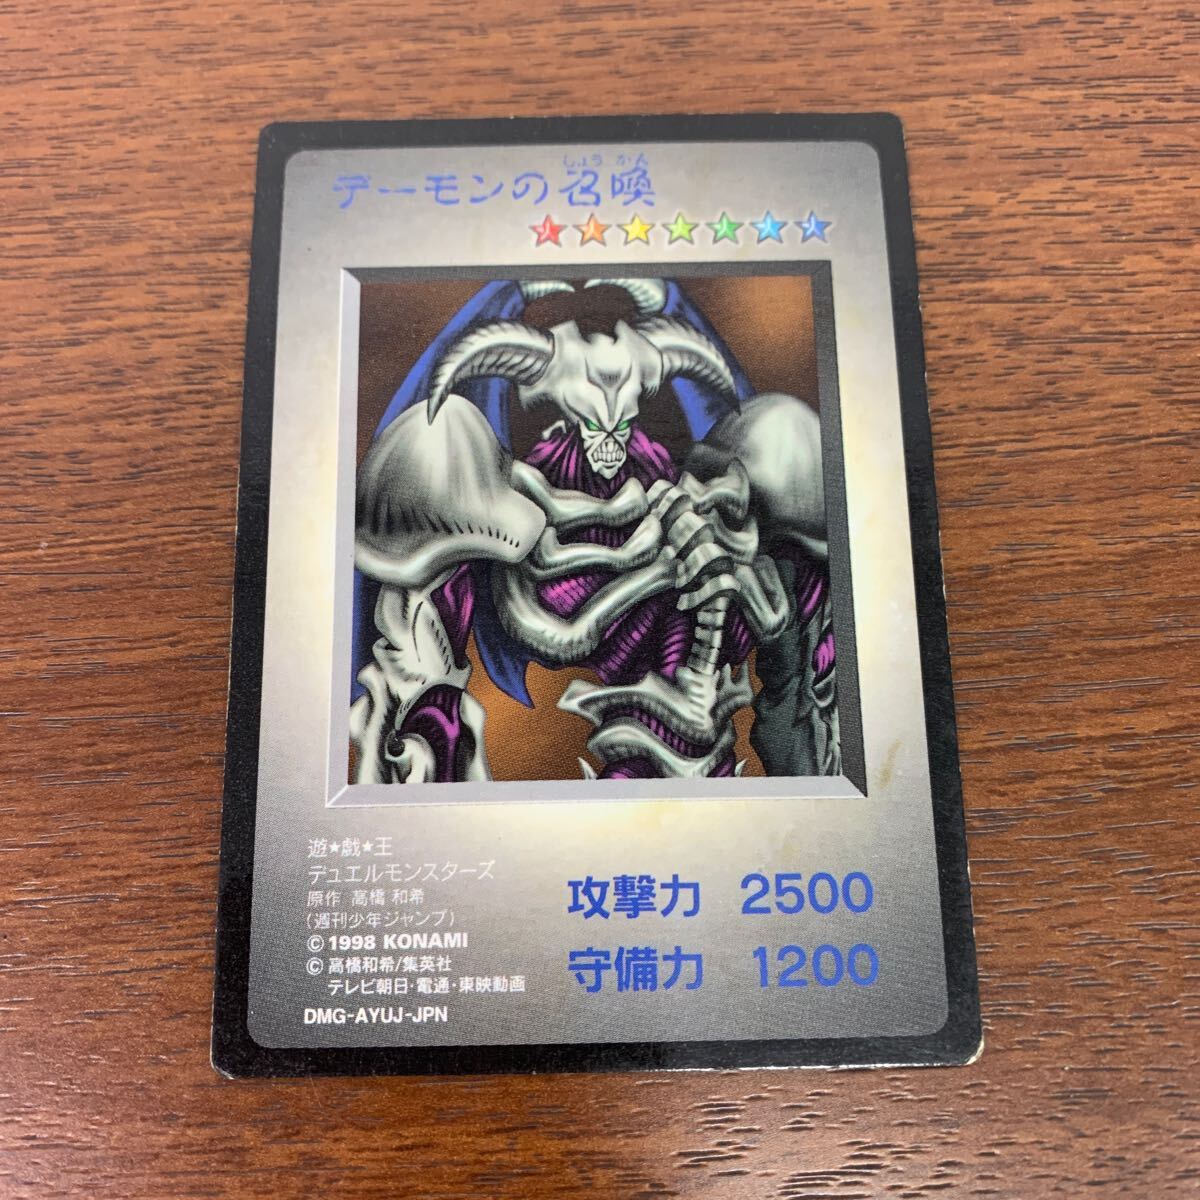 しょうかん
デーモンの召喚
遊★戯★王
デュエルモンスターズ
原作 高橋 和希
(週刊少年ジャンプ)
© 1998 KONAMI
© 高橋和希/集英社
テレビ朝日・電通・東映動画
DMG-AYUJ-JPN
攻撃力 2500
守備力 1200